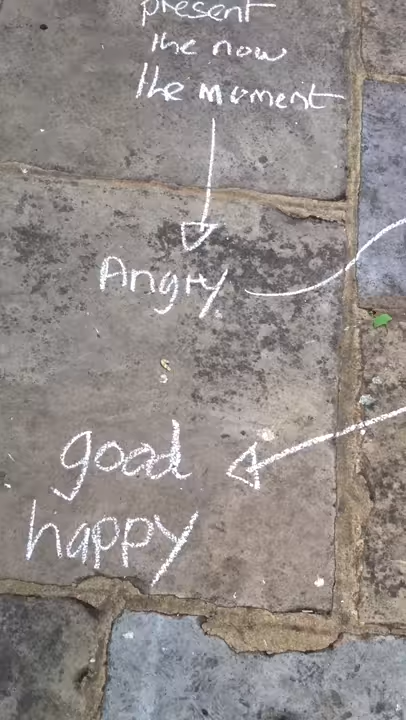 present
the now
the moment
Angry
good
happy